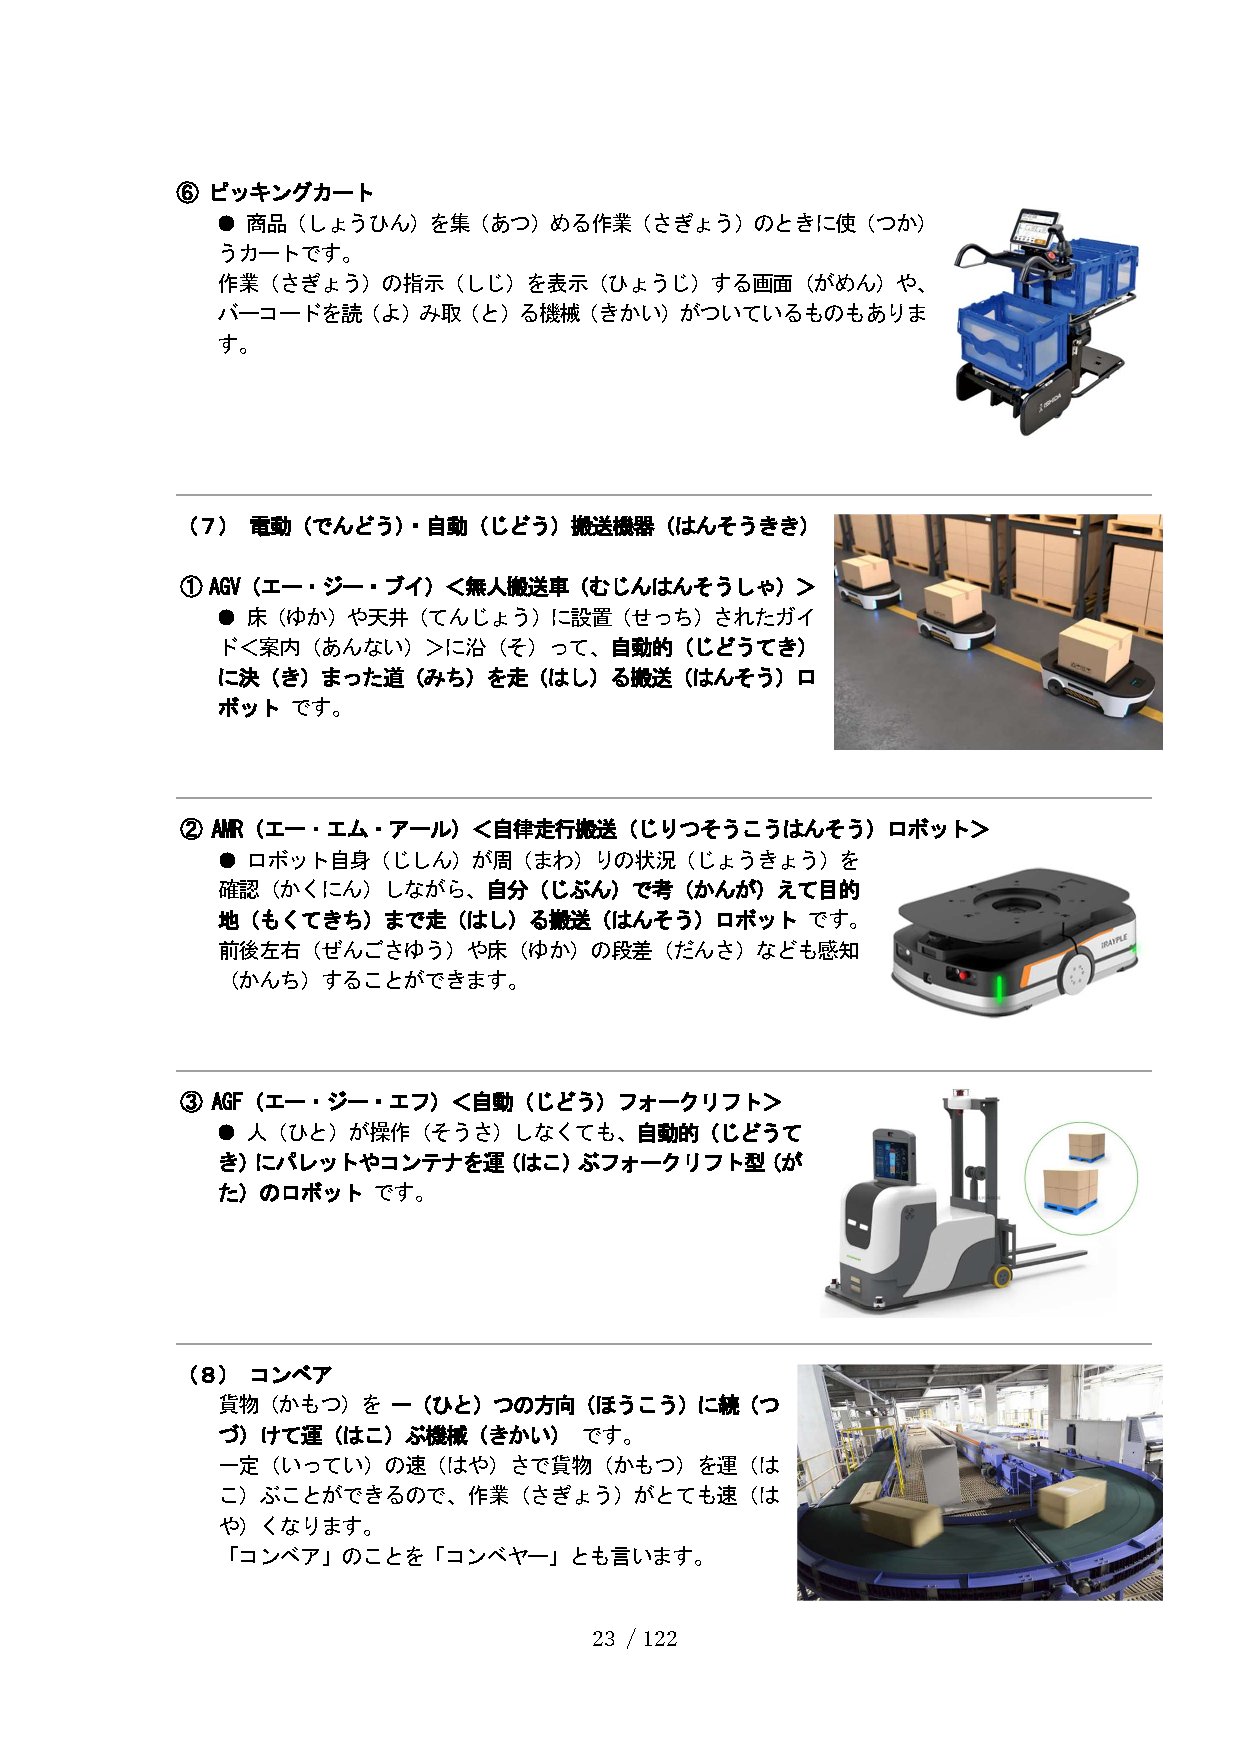 ⑥ ピッキングカート
● 商品（しょうひん）を集（あつ）める作業（さぎょう）のときに使（つか）
うカートです。
作業（さぎょう）の指示（しじ）を表示（ひょうじ）する画面（がめん）や、
バーコードを読（よ）み取（と）る機械（きかい）がついているものもありま
す。
ISHIDA
（7） 電動（でんどう）・自動（じどう）搬送機器（はんそうきき）
① AGV（エー・ジー・ブイ）＜無人搬送車（むじんはんそうしゃ）＞
● 床（ゆか）や天井（てんじょう）に設置（せっち）されたガイ
ド＜案内（あんない）＞に沿（そ）って、自動的（じどうてき）
に決（き）まった道（みち）を走（はし）る搬送（はんそう）ロ
ボット です。
② AMR（エー・エム・アール）＜自律走行搬送（じりつそうこうはんそう）ロボット＞
● ロボット自身（じしん）が周（まわ）りの状況（じょうきょう）を
確認（かくにん）しながら、自分（じぶん）で考（かんが）えて目的
地（もくてきち）まで走（はし）る搬送（はんそう）ロボット です。
前後左右（ぜんごさゆう）や床（ゆか）の段差（だんさ）なども感知
（かんち）することができます。
IRAYPLE
③ AGF（エー・ジー・エフ）＜自動（じどう）フォークリフト＞
● 人（ひと）が操作（そうさ）しなくても、自動的（じどうて
き）にパレットやコンテナを運（はこ）ぶフォークリフト型（が
た）のロボット です。
（8） コンベア
貨物（かもつ）を 一（ひと）つの方向（ほうこう）に続（つ
づ）けて運（はこ）ぶ機械（きかい） です。
一定（いってい）の速（はや）さで貨物（かもつ）を運（は
こ）ぶことができるので、作業（さぎょう）がとても速（は
や）くなります。
「コンベア」のことを「コンベヤー」とも言います。
23 / 122